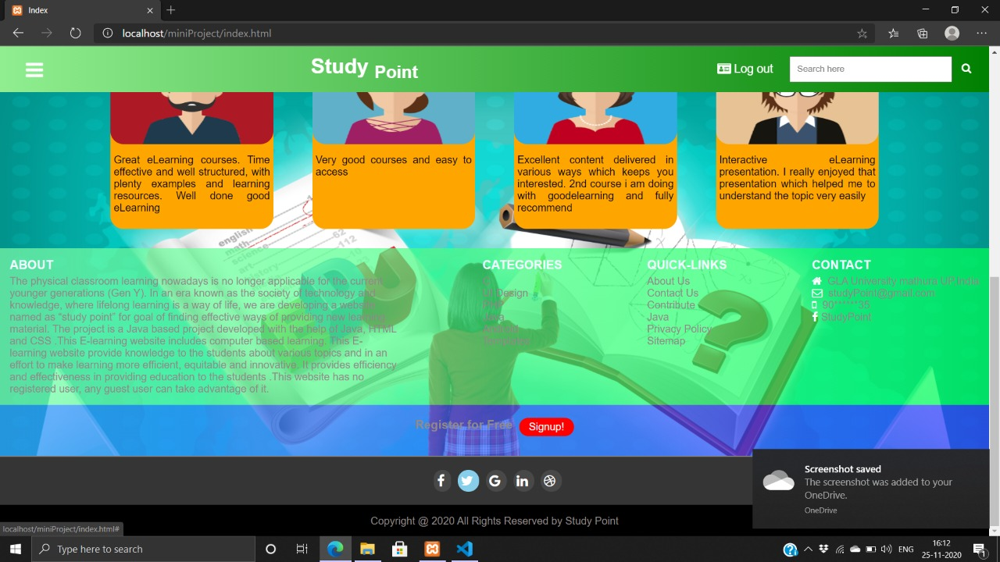 Index
localhost/miniProject/index.html
Study Point
Log out
Search here
Great eLearning courses. Time
effective and well structured, with
plenty examples and learning
resources. Well done good
eLearning
Very good courses and easy to
access
Excellent content delivered in
various ways which keeps you
interested. 2nd course i am doing
with goodelearning and fully
recommend
Interactive eLearning
presentation. I really enjoyed that
presentation which helped me to
understand the topic very easily
english
math
science
62
112
ABOUT
The physical classroom learning nowadays is no longer applicable for the current
younger generations (Gen Y). In an era known as the society of technology and
knowledge, where lifelong learning is a way of life, we are developing a website
named as “study point” for goal of finding effective ways of providing new learning
material. The project is a Java based project developed with the help of Java, HTML
and CSS .This E-learning website includes computer based learning. This E-
learning website provide knowledge to the students about various topics and in an
effort to make learning more efficient, equitable and innovative. It provides efficiency
and effectiveness in providing education to the students .This website has no
registered user, any guest user can take advantage of it.
CATEGORIES
UI Design
Java
Android
Templates
QUICK-LINKS
About Us
Contact Us
Contribute
Java
Privacy Policy
Sitemap
CONTACT
GLA University mathura UP,India
studyPoint@gmail.com
90******35
StudyPoint
Register for Free
Signup!
Screenshot saved
The screenshot was added to your
OneDrive.
OneDrive
Copyright @ 2020 All Rights Reserved by Study Point
localhost/miniProject/index.html#
Type here to search
ENG
16:12
25-11-2020
1